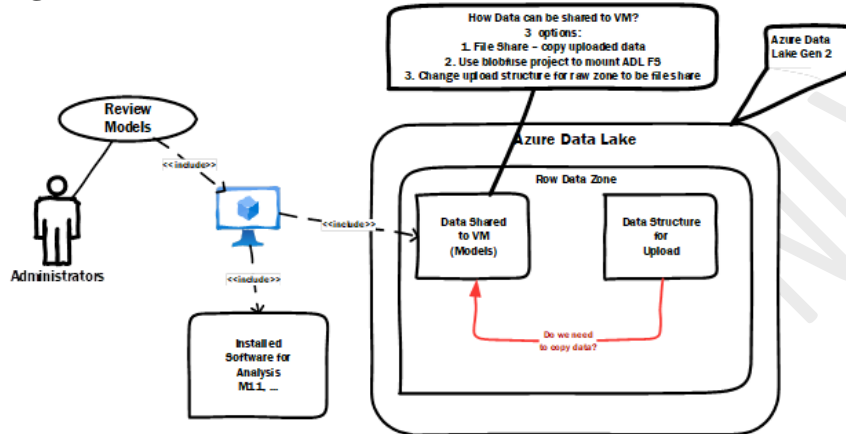 How Data can be shared to VM?
3 options:
1. File Share – copy uploaded data
2. Use blobfuse project to mount ADL FS
3. Change upload structure for raw zone to be fileshare
Azure Data
Lake Gen 2
Review
Models
Azure Data Lake
<<include>>
Row Data Zone
Data Shared
to VM
(Models)
Data Structure
for
Upload
<<include>>
Administrators
<<include>>
Do we need
to copy data?
Installed
Software for
Analysis
M11, ...